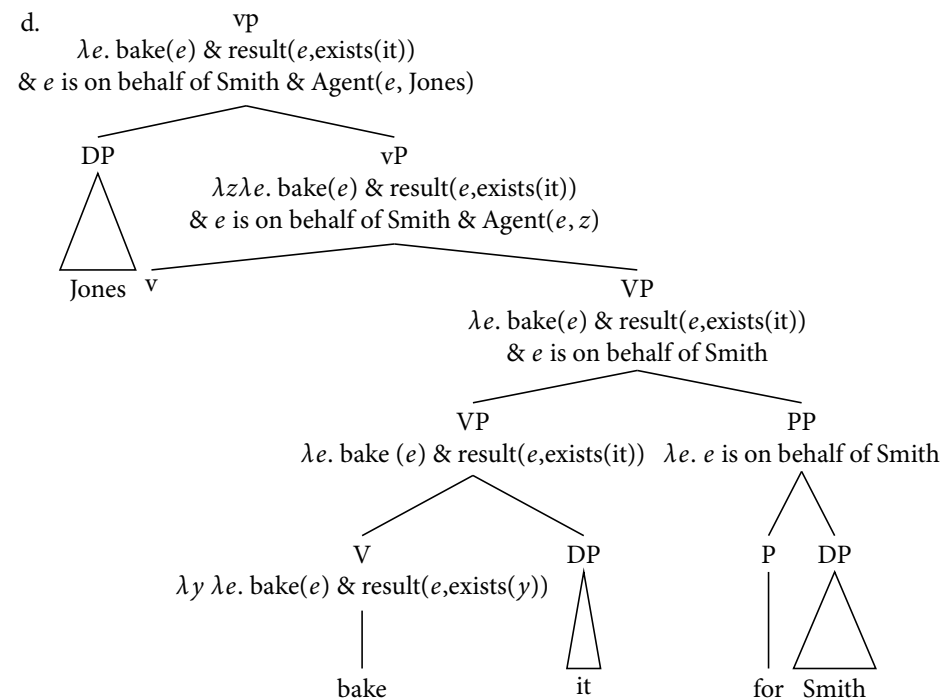 d.
vp
λe. bake(e) & result(e,exists(it))
& e is on behalf of Smith & Agent(e, Jones)
DP
vP
λzλe. bake(e) & result(e,exists(it))
& e is on behalf of Smith & Agent(e, z)
Jones
v
VP
λe. bake(e) & result(e,exists(it))
& e is on behalf of Smith
VP
PP
λe. bake (e) & result(e,exists(it))
λe. e is on behalf of Smith
V
DP
P
DP
λy λe. bake(e) & result(e,exists(y))
bake
it
for
Smith